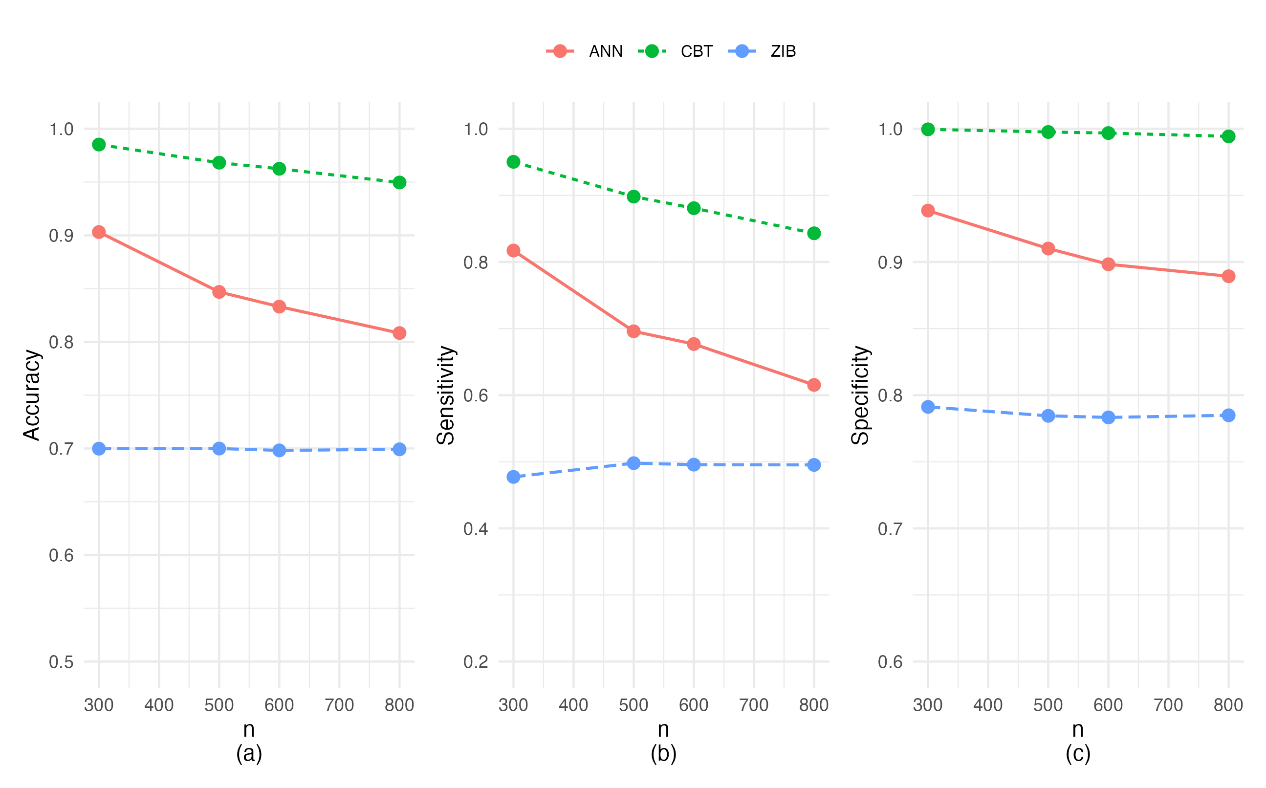 ANN CBT ZIB
Accuracy
1.0
0.9
0.8
0.7
0.6
0.5
300 400 500 600 700 800
n
(a)
Sensitivity
1.0
0.8
0.6
0.4
0.2
300 400 500 600 700 800
n
(b)
Specificity
1.0
0.9
0.8
0.7
0.6
300 400 500 600 700 800
n
(c)